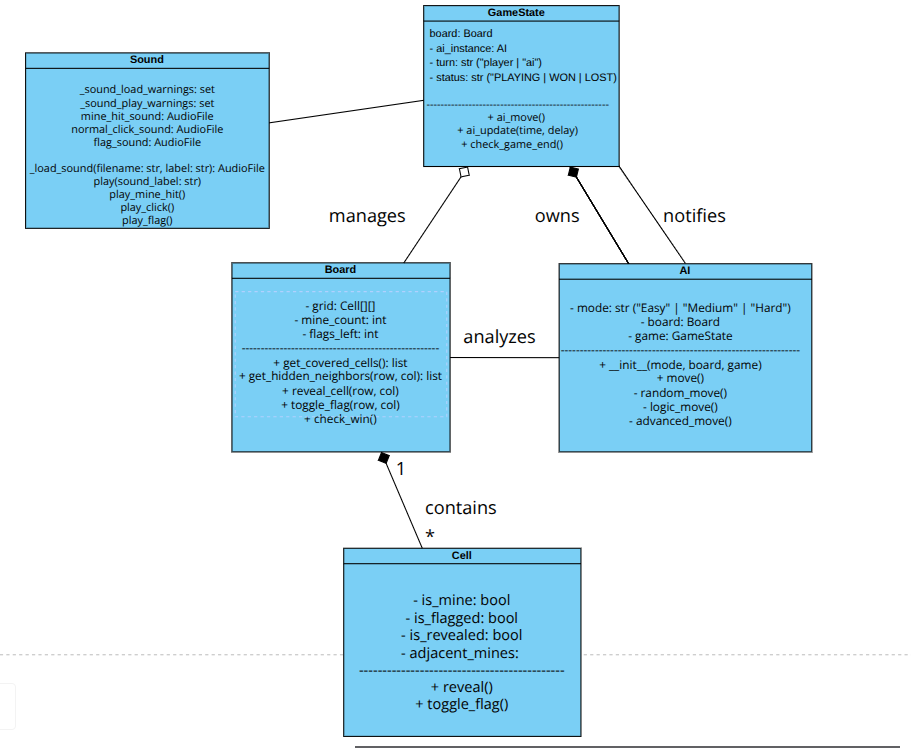 GameState
board: Board
- ai_instance: AI
- turn: str ("player | "ai")
- status: str ("PLAYING | WON | LOST)
--------------------------------------------------
+ ai_move()
+ ai_update(time, delay)
+ check_game_end()
Sound
_sound_load_warnings: set
_sound_play_warnings: set
mine_hit_sound: AudioFile
normal_click_sound: AudioFile
flag_sound: AudioFile
_load_sound(filename: str, label: str): AudioFile
play(sound_label: str)
play_mine_hit()
play_click()
play_flag()
manages
owns
notifies
Board
- grid: Cell[][]
- mine_count: int
- flags_left: int
--------------------------------------------------
+ get_covered_cells(): list
+ get_hidden_neighbors(row, col): list
+ reveal_cell(row, col)
+ toggle_flag(row, col)
+ check_win()
analyzes
AI
- mode: str ("Easy" | "Medium" | "Hard")
- board: Board
- game: GameState
--------------------------------------------------
+ __init__(mode, board, game)
+ move()
- random_move()
- logic_move()
- advanced_move()
1
contains
*
Cell
- is_mine: bool
- is_flagged: bool
- is_revealed: bool
- adjacent_mines:
--------------------------------------------------
+ reveal()
+ toggle_flag()